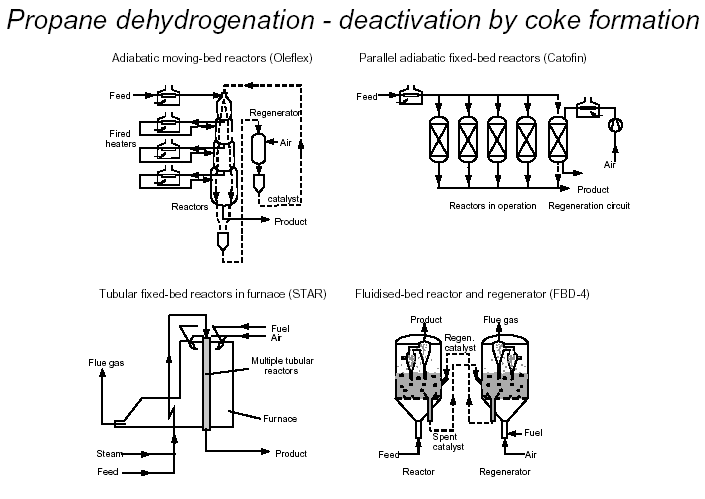 Propane dehydrogenation - deactivation by coke formation
Adiabatic moving-bed reactors (Oleflex)
Feed
Fired
heaters
Regenerator
Air
catalyst
Reactors
Product
Parallel adiabatic fixed-bed reactors (Catofin)
Feed
Air
Product
Reactors in operation
Regeneration circuit
Tubular fixed-bed reactors in furnace (STAR)
Fuel
Air
Flue gas
Multiple tubular
reactors
Furnace
Steam
Feed
Product
Fluidised-bed reactor and regenerator (FBD-4)
Product
Flue gas
Regen.
catalyst
Spent
catalyst
Fuel
Feed
Air
Reactor
Regenerator